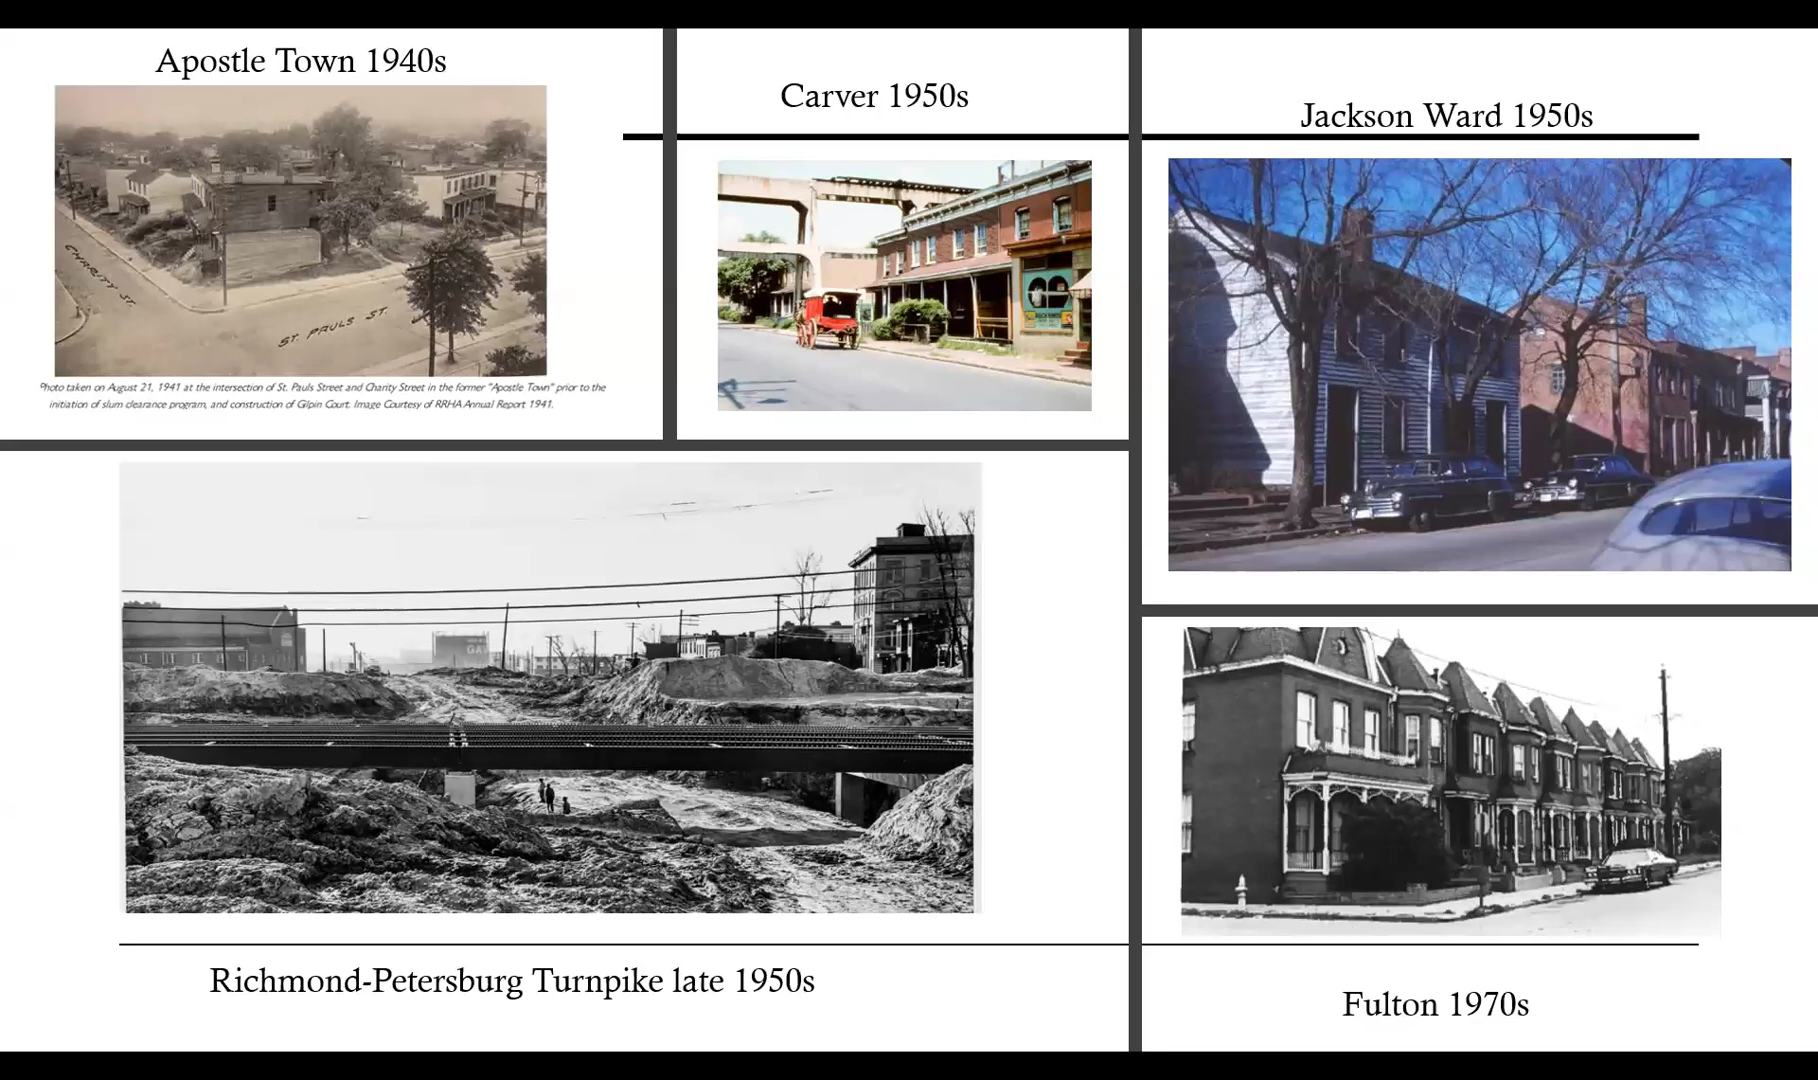 Apostle Town 1940s
CHARITY ST.
ST. PAULS ST.
Photo taken on August 21, 1941 at the intersection of St. Pauls Street and Charity Street in the former "Apostle Town" prior to the
initiation of slum clearance program, and construction of Gilpin Court. Image Courtesy of RRHA Annual Report 1941.
Carver 1950s
Jackson Ward 1950s
GA
Richmond-Petersburg Turnpike late 1950s
Fulton 1970s